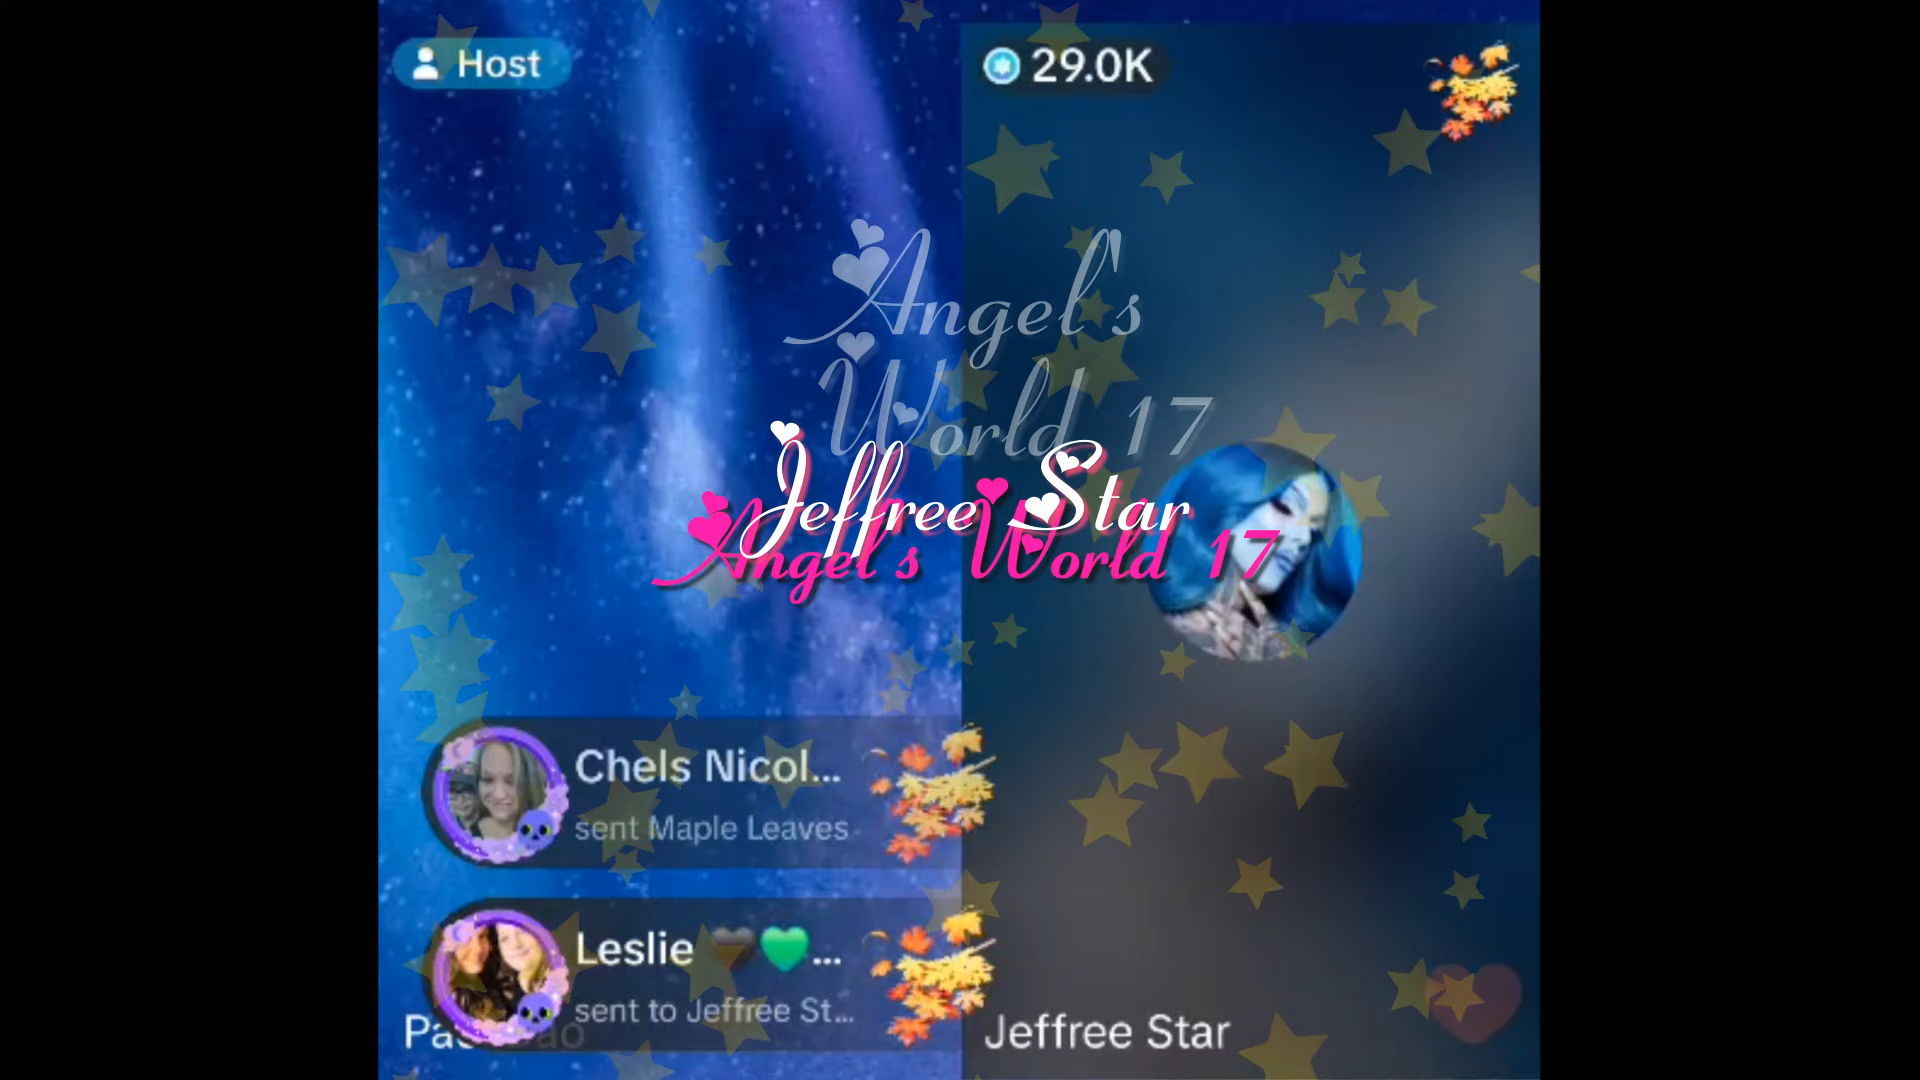 Host
29.0K
Angel's
World 17
Jeffree Star
Angel's World 17
Chels Nicol...
sent Maple Leaves
Leslie 🖤💚...
sent to Jeffree St...
Jeffree Star